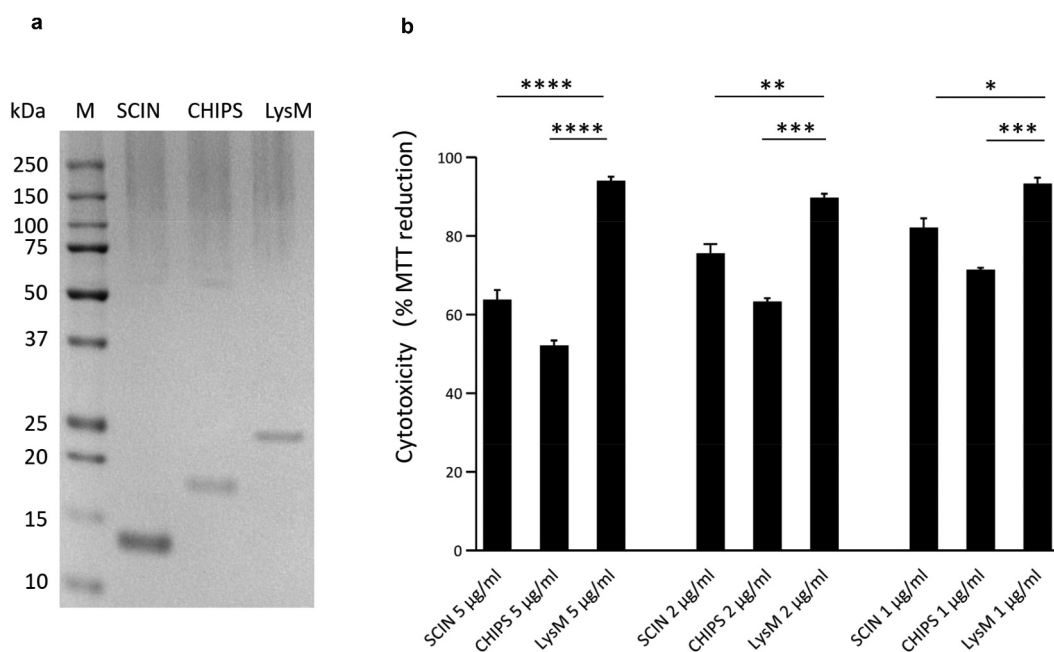 a
kDa M SCIN CHIPS LysM
250
150
100
75
50
37
25
20
15
10
b
**** ** *
**** *** ***
Cytotoxicity (% MTT reduction)
100
80
60
40
20
0
SCIN 5 µg/ml
CHIPS 5 µg/ml
LysM 5 µg/ml
SCIN 2 µg/ml
CHIPS 2 µg/ml
LysM 2 µg/ml
SCIN 1 µg/ml
CHIPS 1 µg/ml
LysM 1 µg/ml